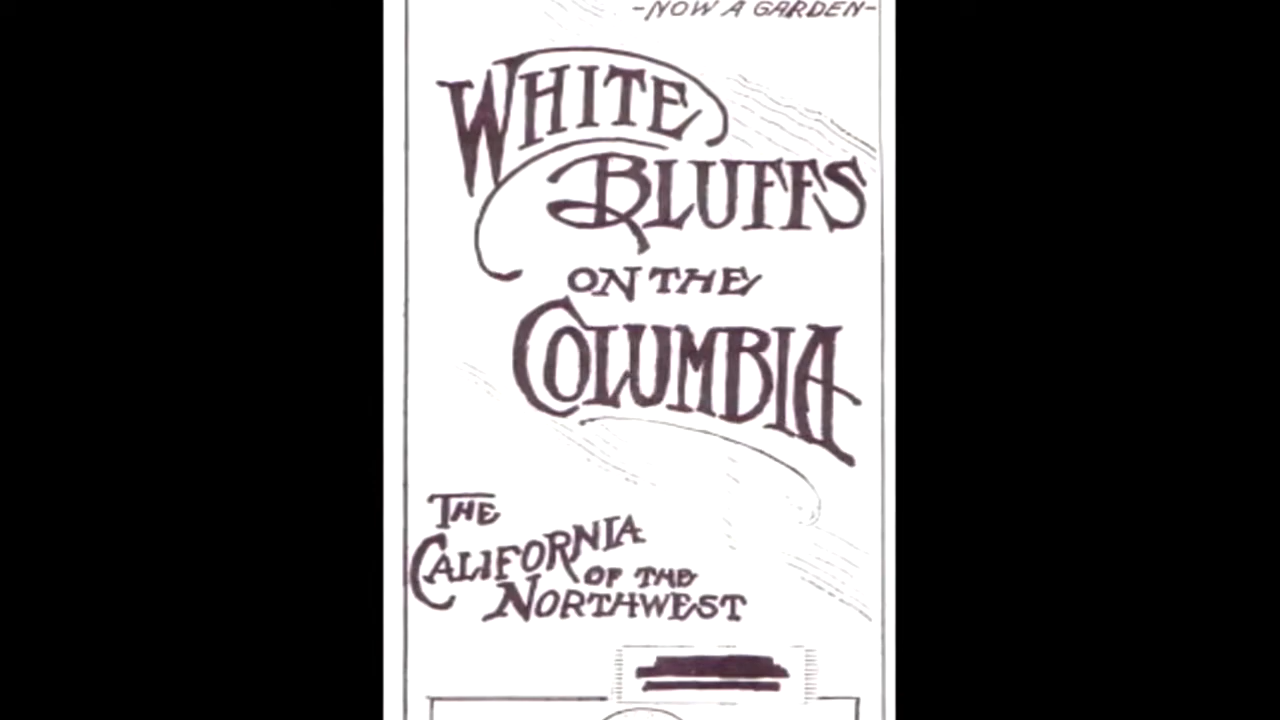 -NOW A GARDEN-
WHITE
BLUFFS
ON THE
COLUMBIA
THE
CALIFORNIA
OF THE
NORTHWEST